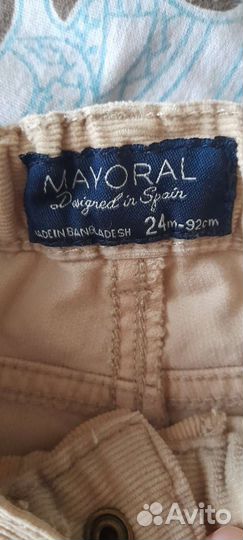 MAYORAL
Designed in Spain
MADE IN BANGLADESH 24m-92cm
Avito